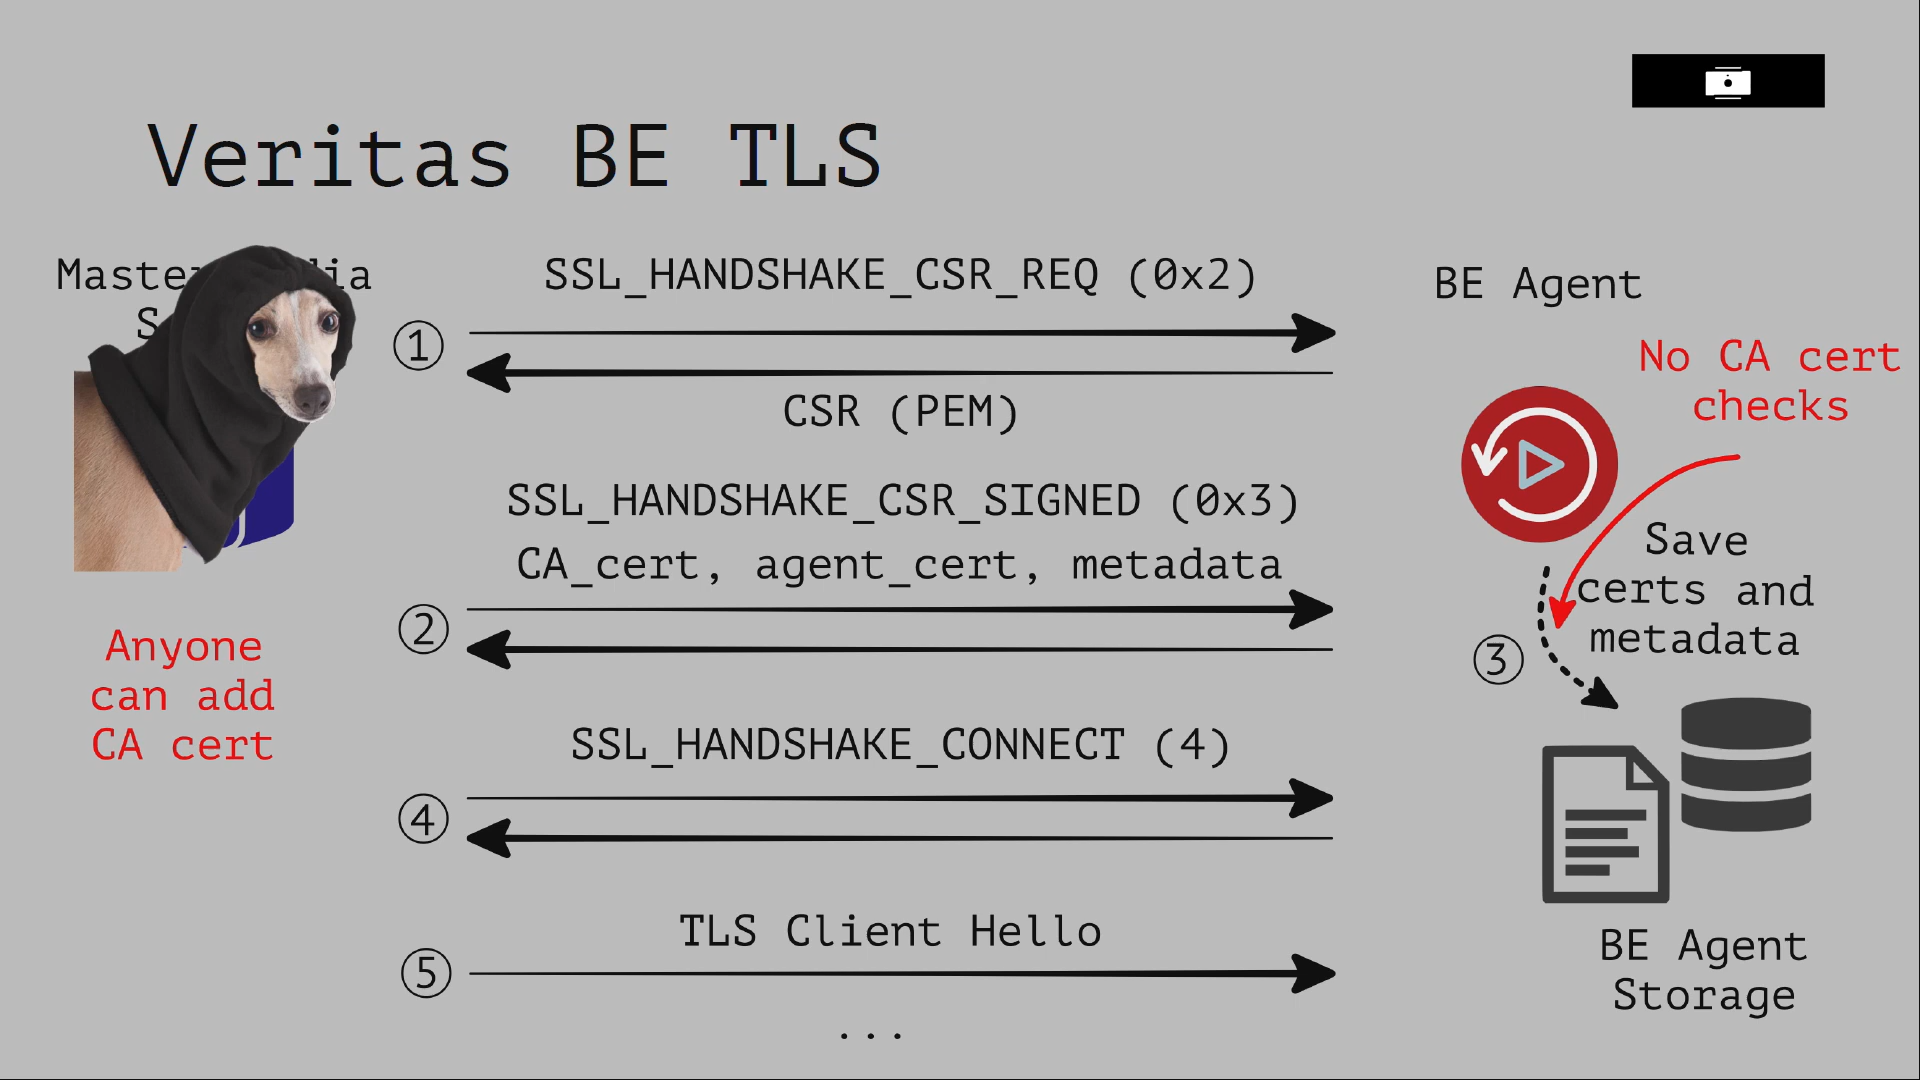 Veritas BE TLS
SSL_HANDSHAKE_CSR_REQ (0x2)
BE Agent
①
No CA cert
checks
CSR (PEM)
SSL_HANDSHAKE_CSR_SIGNED (0x3)
CA_cert, agent_cert, metadata
②
Save
certs and
metadata
③
Anyone
can add
CA cert
SSL_HANDSHAKE_CONNECT (4)
④
TLS Client Hello
⑤
...
BE Agent
Storage